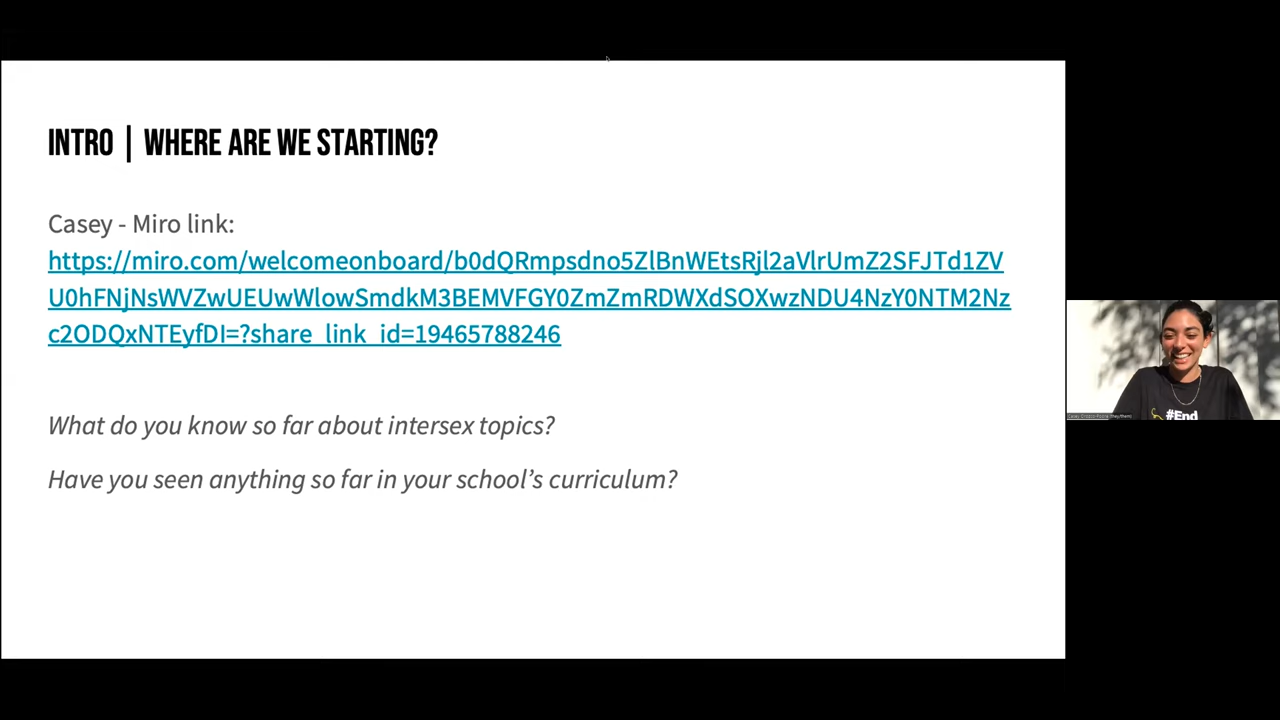 INTRO | WHERE ARE WE STARTING?
Casey - Miro link:
https://miro.com/welcomeonboard/b0dQRmpsdno5ZlBnWEtsRjl2aVlrUmZ2SFJTd1ZV
U0hFNjNsWVZwUEUwWlowSmdkM3BEMVFGY0ZmZmRDWXdSOXwzNDU4NzY0NTM2Nz
c2ODQxNTEyfDI=?share_link_id=19465788246
What do you know so far about intersex topics?
Have you seen anything so far in your school's curriculum?
#End